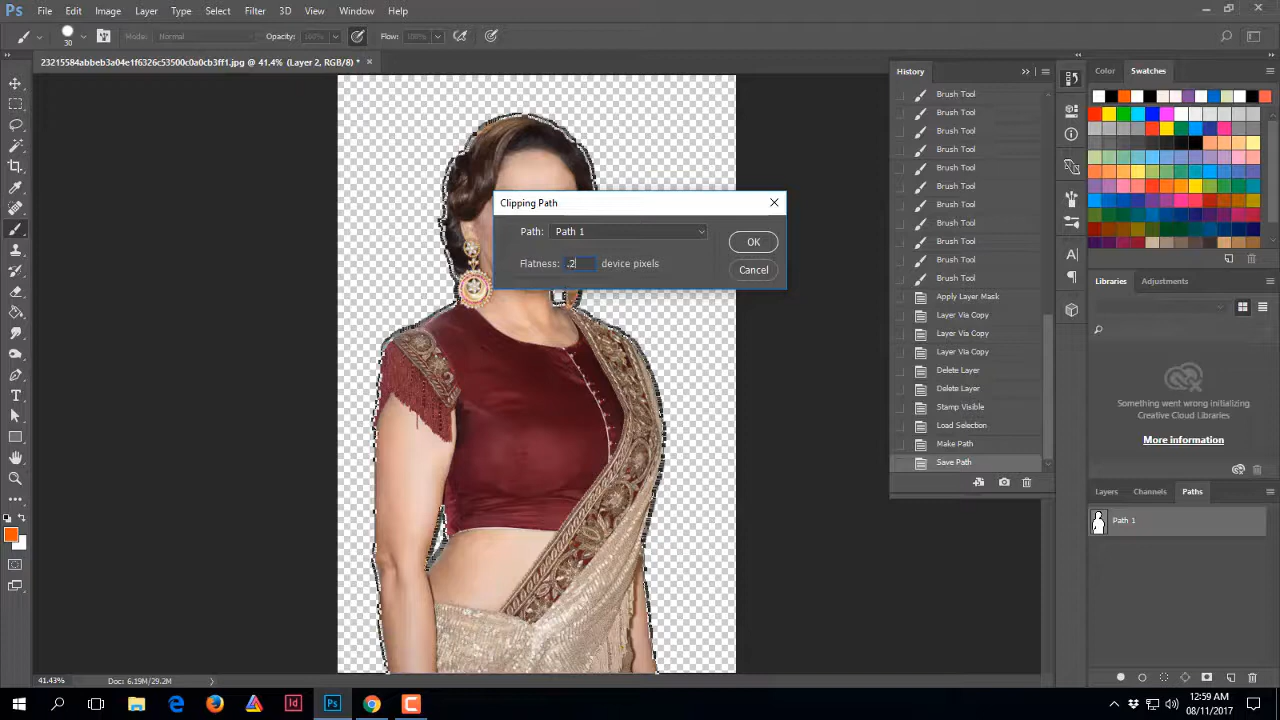 Ps File Edit Image Layer Type Select Filter 3D View Window Help
30 Mode: Normal Opacity: 100% Flow: 100%
23215584abbeb3a04e1f6326c53500c0a0cb3ff1.jpg @ 41.4% (Layer 2, RGB/8) *
History
Brush Tool
Brush Tool
Brush Tool
Brush Tool
Brush Tool
Brush Tool
Brush Tool
Brush Tool
Brush Tool
Brush Tool
Brush Tool
Apply Layer Mask
Layer Via Copy
Layer Via Copy
Layer Via Copy
Delete Layer
Delete Layer
Stamp Visible
Load Selection
Make Path
Save Path
Color Swatches
Libraries Adjustments
Something went wrong initializing
Creative Cloud Libraries
More information
Layers Channels Paths
Path 1
Clipping Path
Path: Path 1
OK
Flatness: .2 device pixels
Cancel
41.43% Doc: 6.19M/29.2M
Id Ps
12:59 AM
08/11/2017